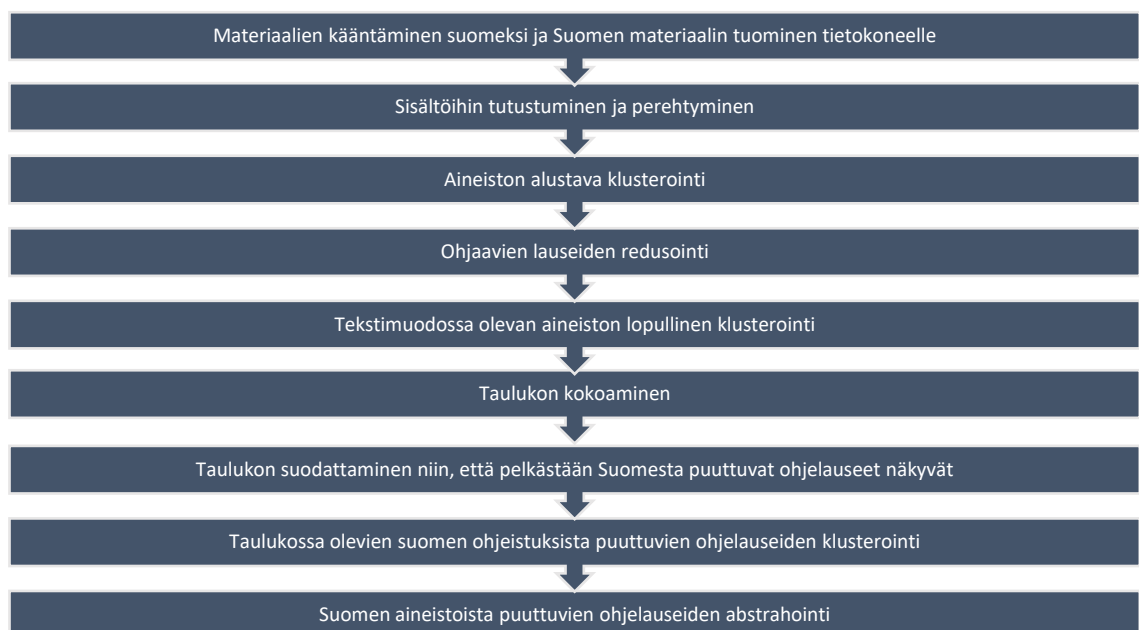 Materiaalien kääntäminen suomeksi ja Suomen materiaalin tuominen tietokoneelle
Sisältöihin tutustuminen ja perehtyminen
Aineiston alustava klusterointi
Ohjaavien lauseiden redusointi
Tekstimuodossa olevan aineiston lopullinen klusterointi
Taulukon kokoaminen
Taulukon suodattaminen niin, että pelkästään Suomesta puuttuvat ohjelauseet näkyvät
Taulukossa olevien suomen ohjeistuksista puuttuvien ohjelauseiden klusterointi
Suomen aineistoista puuttuvien ohjelauseiden abstrahointi